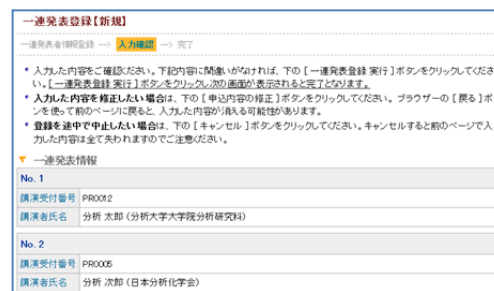 一連発表登録【新規】
一連発表者情報登録 --> 入力確認 --> 完了
* 入力した内容をご確認ください。下記内容に間違いがなければ、下の [ 一連発表登録 実行 ] ボタンをクリックしてくださ
い。[ 一連発表登録 実行 ] ボタンをクリックし次の画面が表示されると完了となります。
* 入力した内容を修正したい場合は、下の [ 申込内容の修正 ] ボタンをクリックしてください。ブラウザーの [ 戻る ] ボ
ンを使って前のページに戻ると、入力した内容が消える可能性があります。
* 登録を途中で中止したい場合は、下の [ キャンセル ] ボタンをクリックしてください。キャンセルすると前のページで入
力した内容は全て失われますのでご注意ください。
▼ 一連発表情報
No. 1
講演受付番号 PR0012
講演者氏名 分析 太郎 (分析大学大学院分析研究科)
No. 2
講演受付番号 PR0005
講演者氏名 分析 次郎 (日本分析化学会)